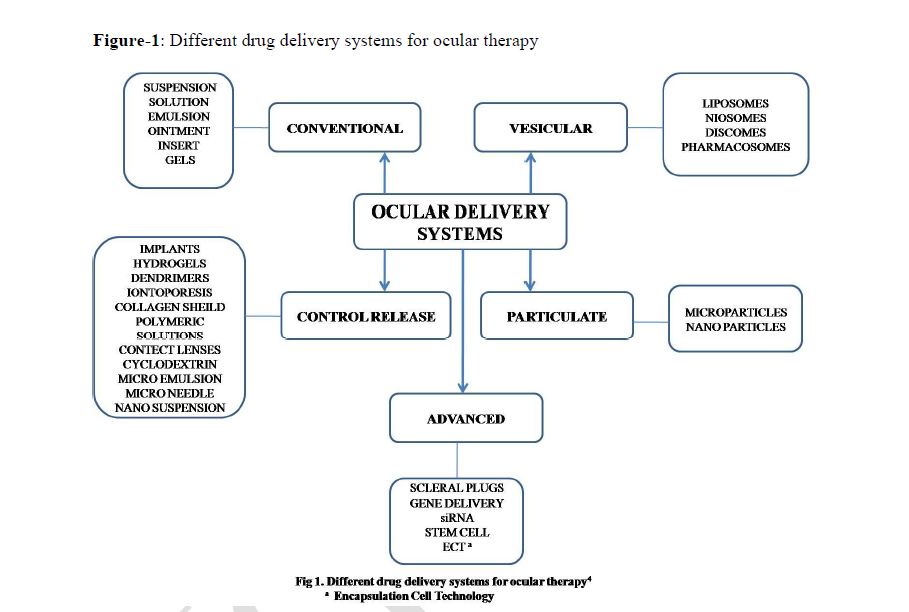 Figure-1: Different drug delivery systems for ocular therapy
SUSPENSION
SOLUTION
EMULSION
OINTMENT
INSERT
GELS
CONVENTIONAL
VESICULAR
LIPOSOMES
NIOSOMES
DISCOMES
PHARMACOSOMES
OCULAR DELIVERY
SYSTEMS
IMPLANTS
HYDROGELS
DENDRIMERS
IONTOPORESIS
COLLAGEN SHEILD
POLYMERIC
SOLUTIONS
CONTECT LENSES
CYCLODEXTRIN
MICRO EMULSION
MICRO NEEDLE
NANO SUSPENSION
CONTROL RELEASE
PARTICULATE
MICROPARTICLES
NANO PARTICLES
ADVANCED
SCLERAL PLUGS
GENE DELIVERY
siRNA
STEM CELL
ECT ª
Fig 1. Different drug delivery systems for ocular therapy⁴
ª Encapsulation Cell Technology